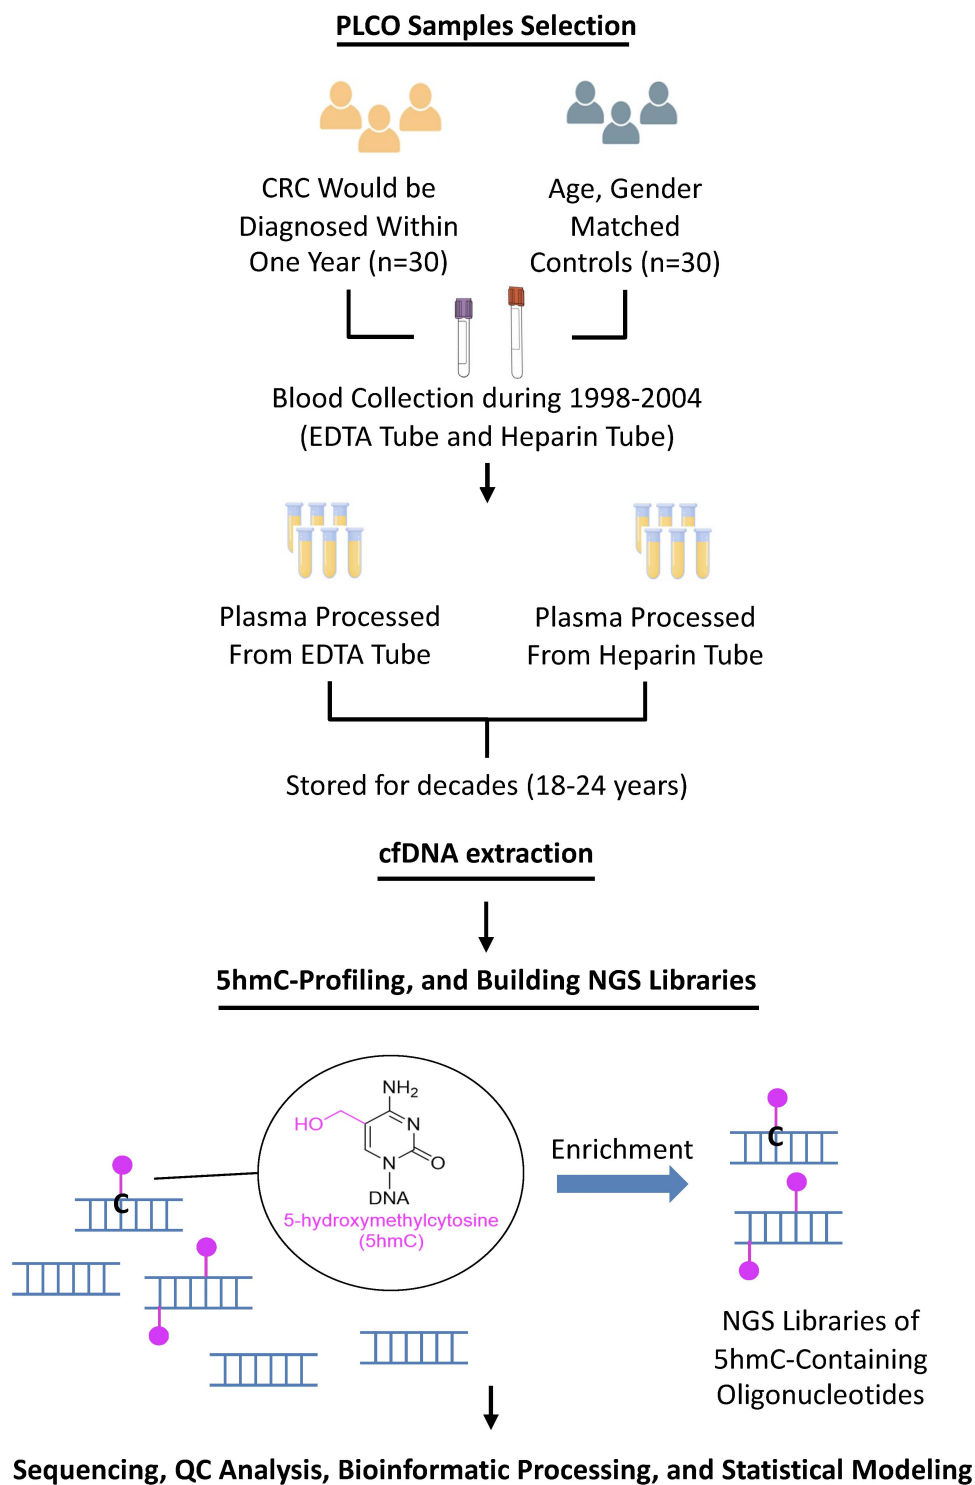 PLCO Samples Selection
CRC Would be
Diagnosed Within
One Year (n=30)
Age, Gender
Matched
Controls (n=30)
Blood Collection during 1998-2004
(EDTA Tube and Heparin Tube)
Plasma Processed
From EDTA Tube
Plasma Processed
From Heparin Tube
Stored for decades (18-24 years)
cfDNA extraction
5hmC-Profiling, and Building NGS Libraries
NH₂
HO
N
N
O
DNA
5-hydroxymethylcytosine
(5hmC)
C
Enrichment
C
NGS Libraries of
5hmC-Containing
Oligonucleotides
Sequencing, QC Analysis, Bioinformatic Processing, and Statistical Modeling